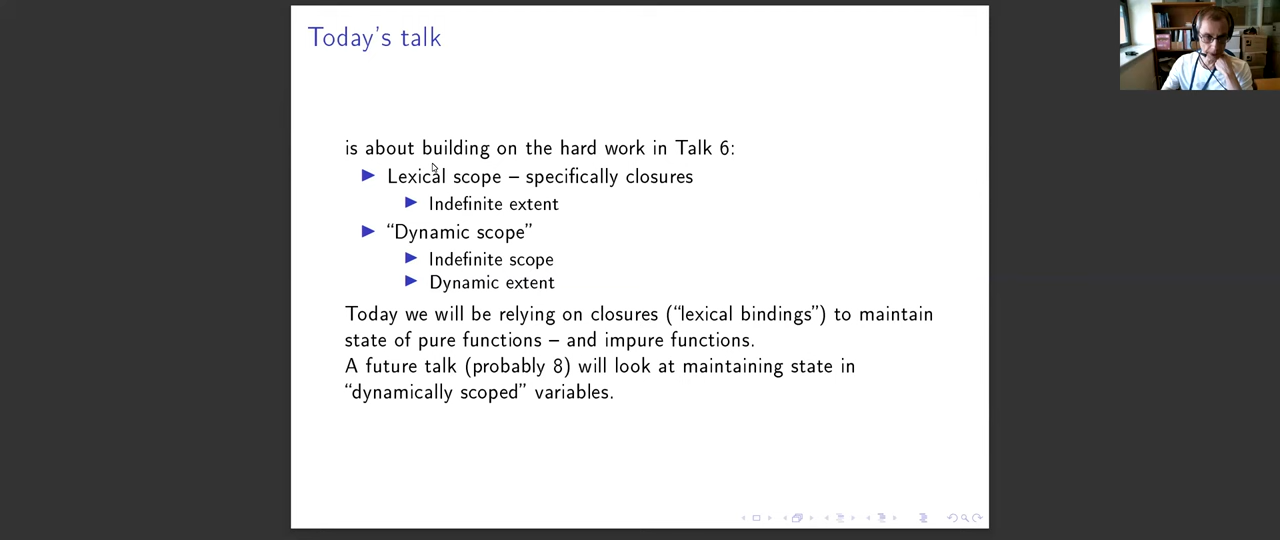 Today's talk
is about building on the hard work in Talk 6:
Lexical scope – specifically closures
Indefinite extent
“Dynamic scope”
Indefinite scope
Dynamic extent
Today we will be relying on closures (“lexical bindings”) to maintain
state of pure functions – and impure functions.
A future talk (probably 8) will look at maintaining state in
“dynamically scoped” variables.